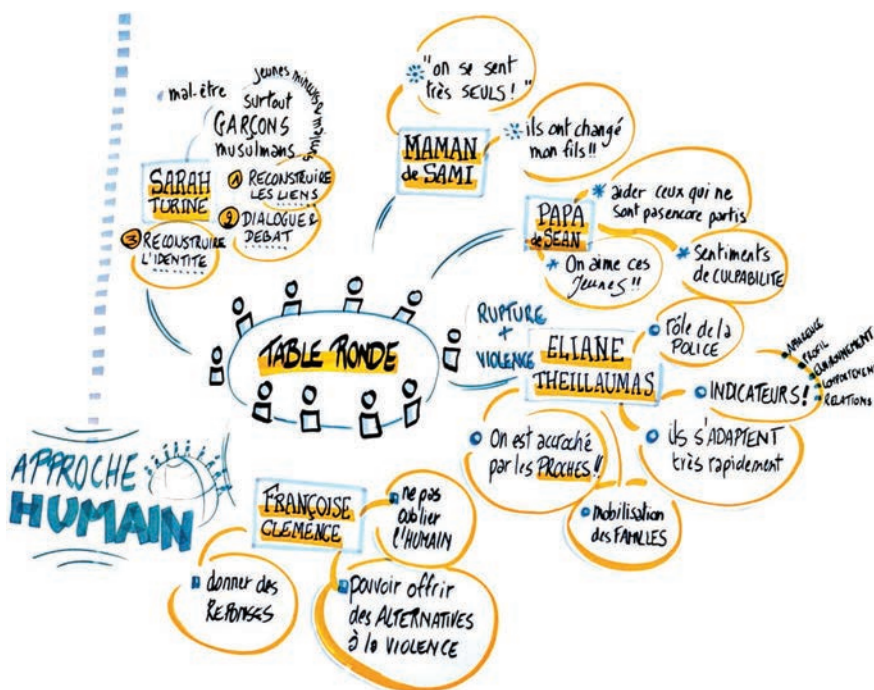 mal-être
surtout
GARÇONS
musulmans
SARAH
TURINE
① RECONSTRUIRE
LES LIENS
② DIALOGUE &
DEBAT
③ RECONSTRUIRE
L'IDENTITE
"on se sent
très SEULS!"
MAMAN
de SAMI
ils ont changé
mon fils!!
PAPA
de SEAN
aider ceux qui ne
sont pas encore partis
On aime ces
jeunes!!
Sentiments
de CULPABILITE
TABLE RONDE
RUPTURE
+
VIOLENCE
ELIANE
THEILLAUMAS
rôle de la
POLICE
INDICATEURS!
PROFIL
ENVIRONNEMENT
COMPORTEMENT
RELATIONS
On est accroché
par les PROCHES!!
ils S'ADAPTENT
très rapidement
mobilisation
des FAMILLES
APPROCHE
HUMAIN
FRANÇOISE
CLEMENCE
ne pas
oublier
l'HUMAIN
donner des
REPONSES
pouvoir offrir
des ALTERNATIVES
à la VIOLENCE